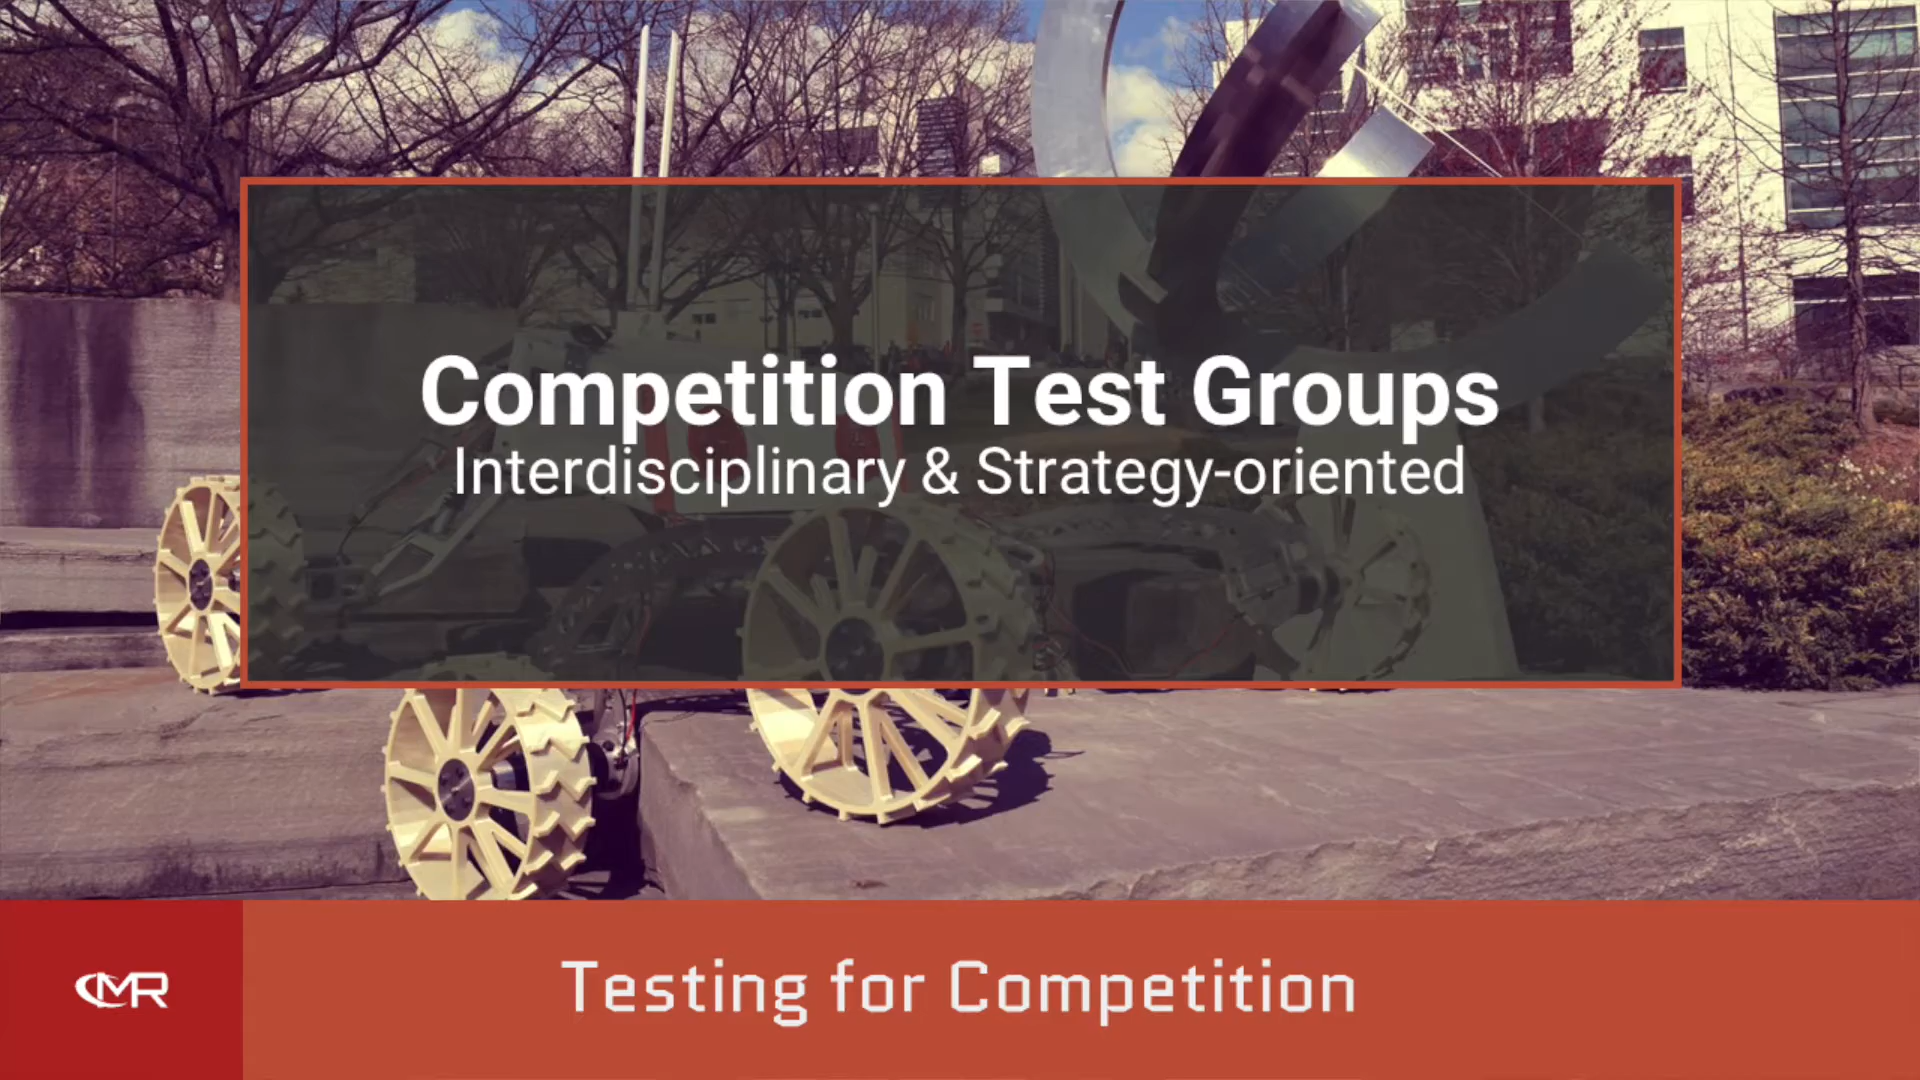 Competition Test Groups
Interdisciplinary & Strategy-oriented
CMR
Testing for Competition